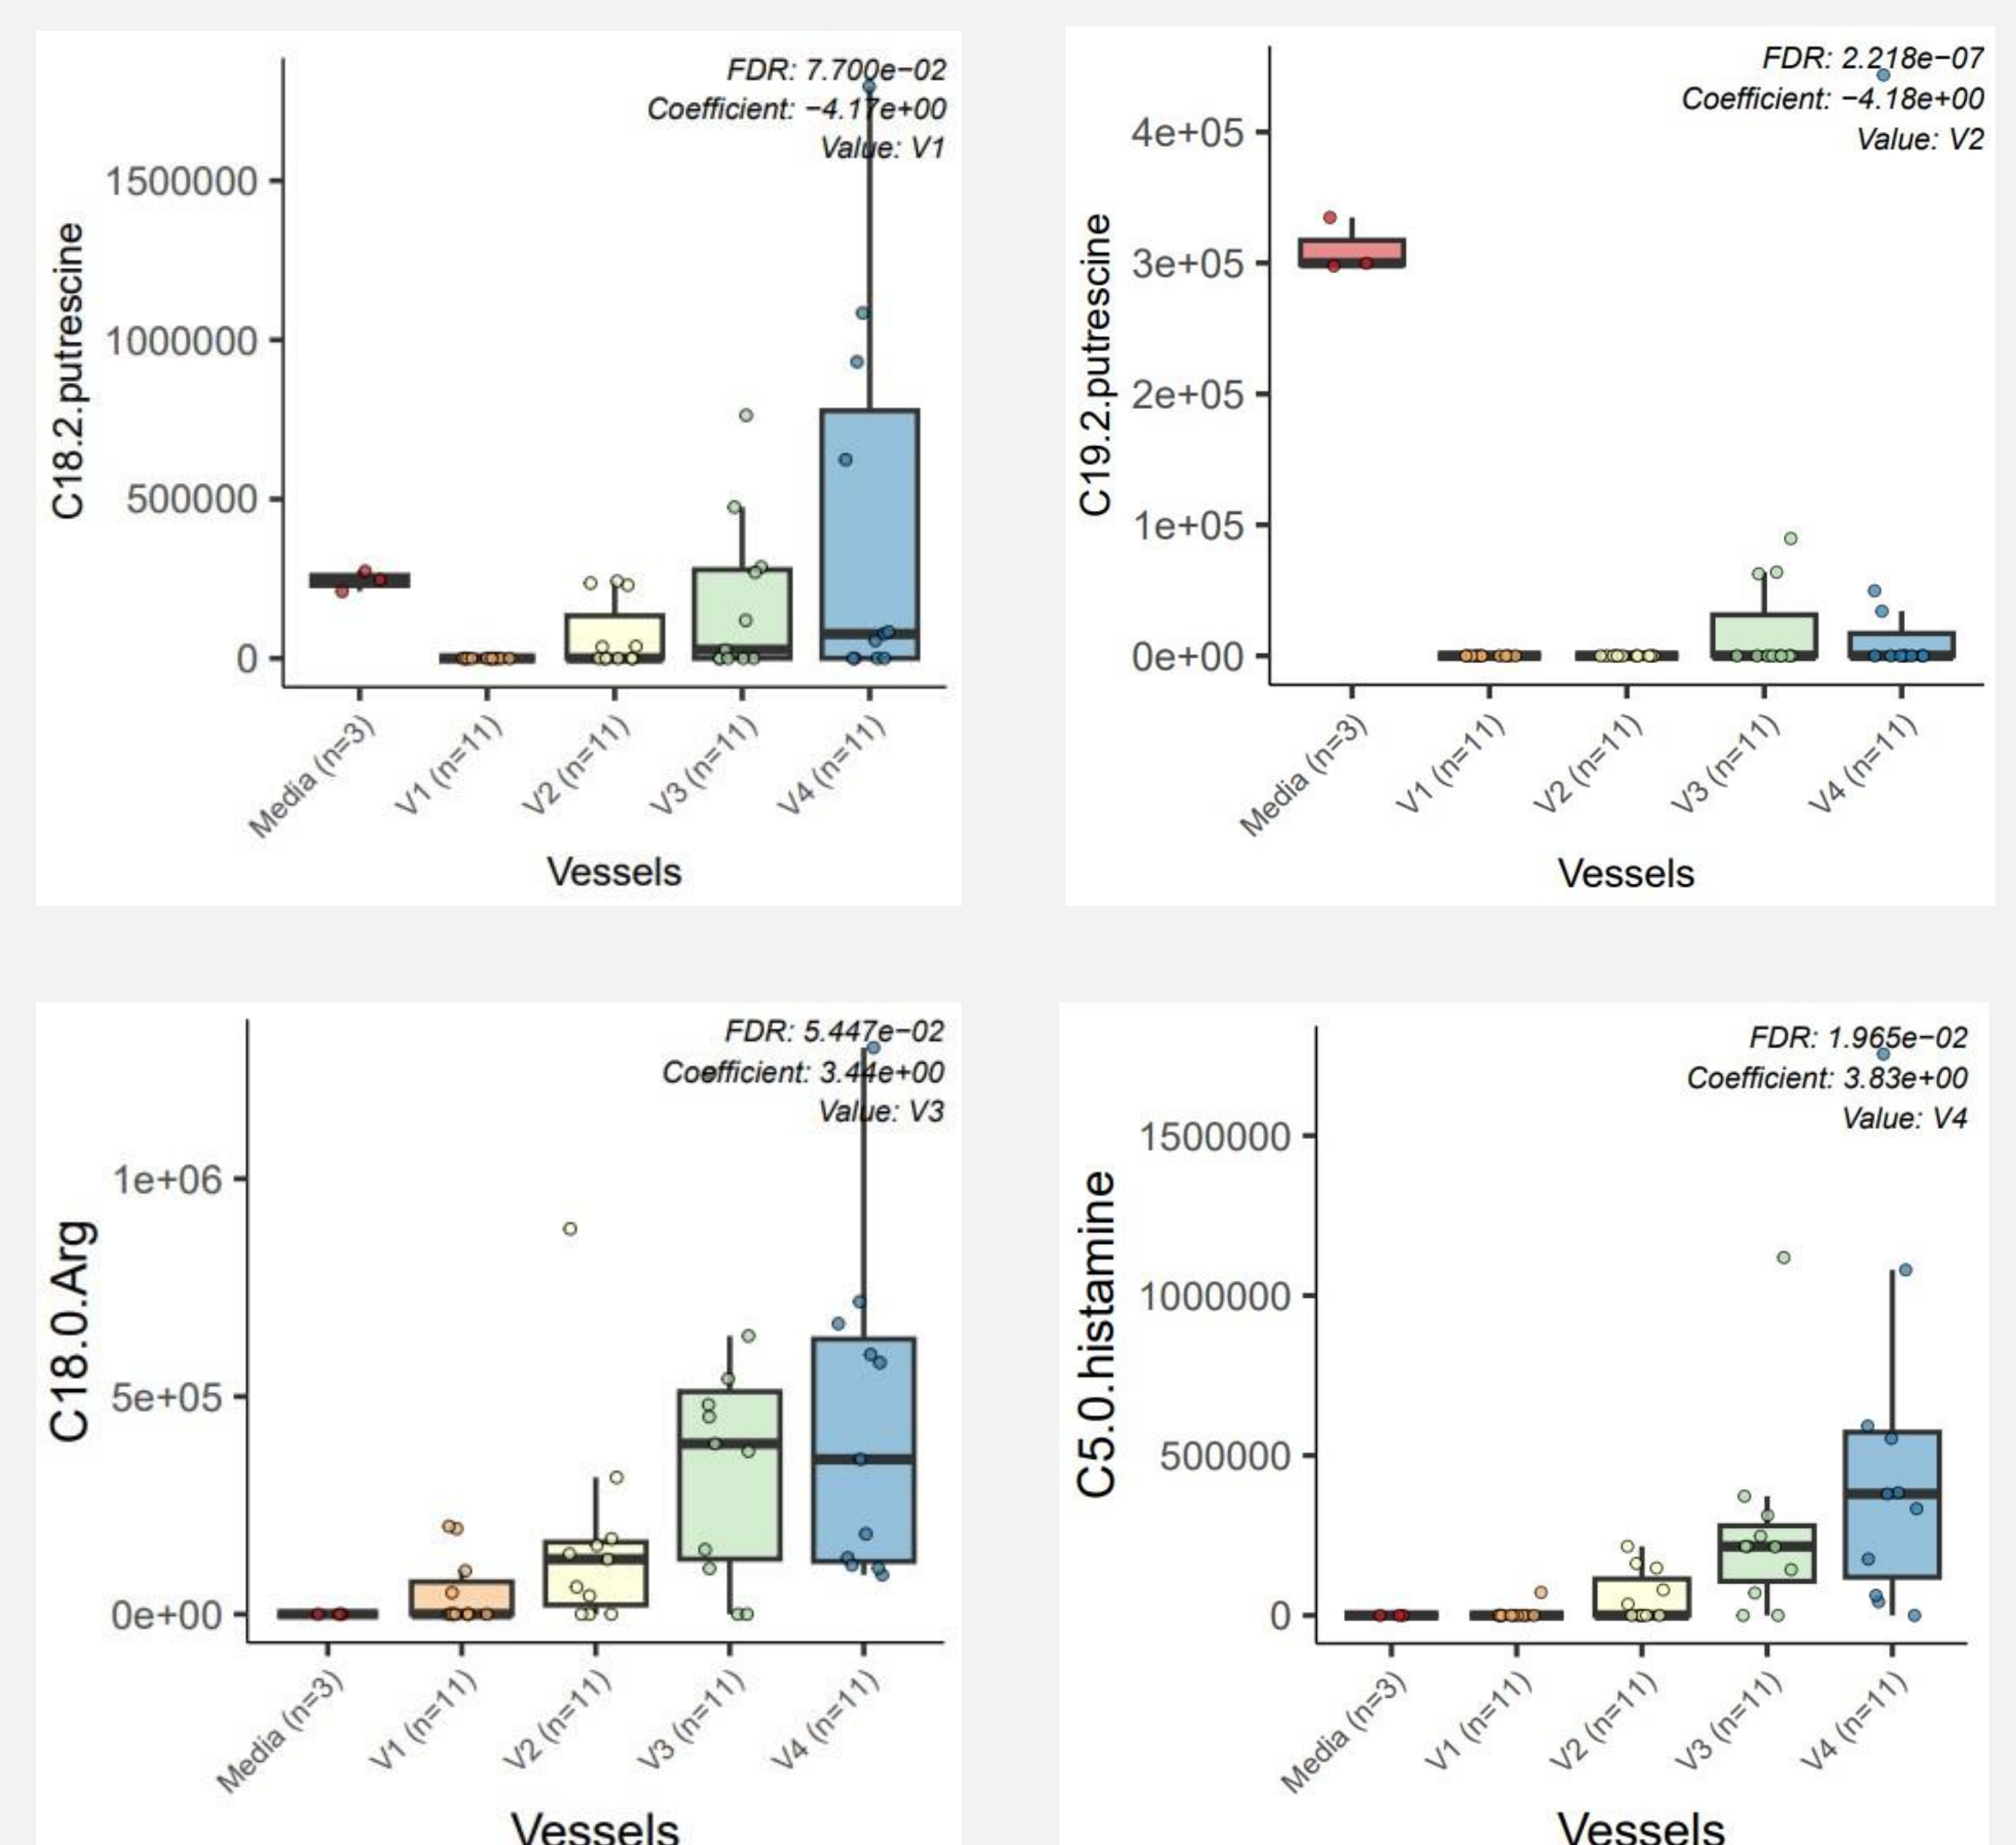 FDR: 7.700e−02
Coefficient: −4.17e+00
Value: V1
C18.2.putrescine
1500000
1000000
500000
0
Media (n=3)
V1 (n=11)
V2 (n=11)
V3 (n=11)
V4 (n=11)
Vessels
FDR: 2.218e−07
Coefficient: −4.18e+00
Value: V2
C19.2.putrescine
4e+05
3e+05
2e+05
1e+05
0e+00
Media (n=3)
V1 (n=11)
V2 (n=11)
V3 (n=11)
V4 (n=11)
Vessels
FDR: 5.447e−02
Coefficient: 3.44e+00
Value: V3
C18.0.Arg
1e+06
5e+05
0e+00
Media (n=3)
V1 (n=11)
V2 (n=11)
V3 (n=11)
V4 (n=11)
Vessels
FDR: 1.965e−02
Coefficient: 3.83e+00
Value: V4
C5.0.histamine
1500000
1000000
500000
0
Media (n=3)
V1 (n=11)
V2 (n=11)
V3 (n=11)
V4 (n=11)
Vessels